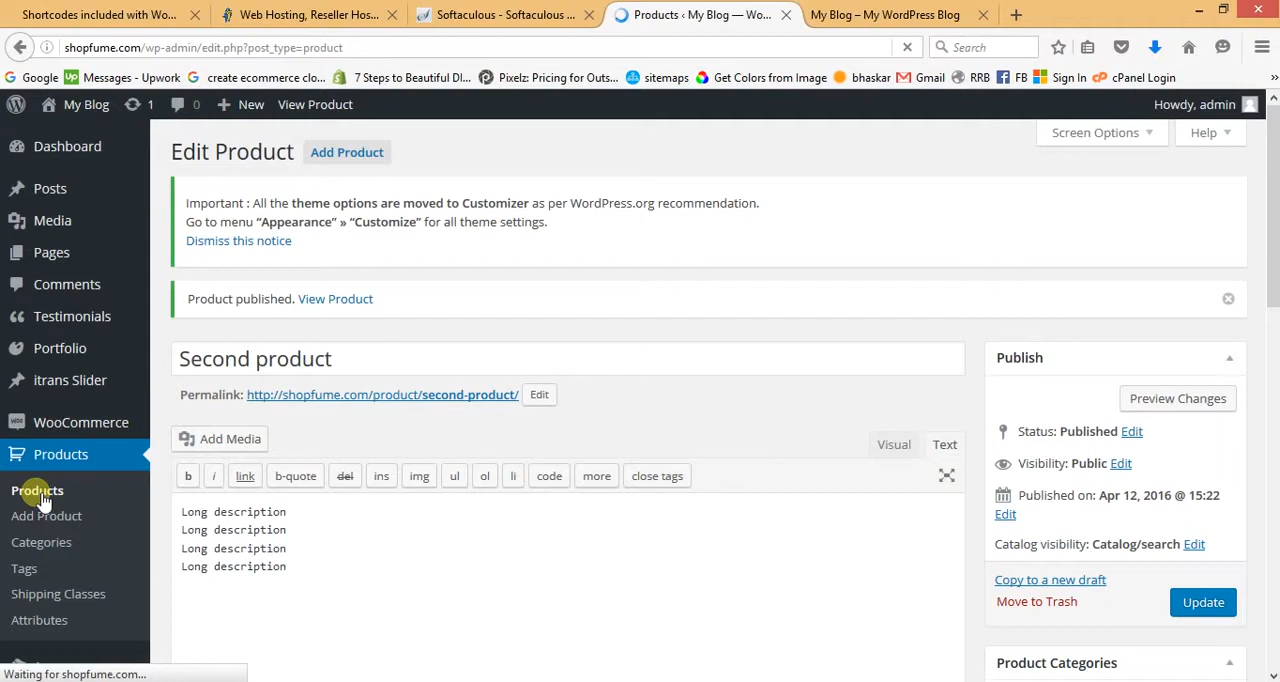 Shortcodes included with Wo...
Web Hosting, Reseller Hos...
Softaculous - Softaculous ...
Products ‹ My Blog — Wo...
My Blog – My WordPress Blog
shopfume.com/wp-admin/edit.php?post_type=product
Search
Google
Messages - Upwork
create ecommerce clo...
7 Steps to Beautiful DI...
Pixelz: Pricing for Outs...
sitemaps
Get Colors from Image
bhaskar
Gmail
RRB
FB
Sign In
cPanel Login
My Blog
1
0
New
View Product
Howdy, admin
Dashboard
Posts
Media
Pages
Comments
Testimonials
Portfolio
itrans Slider
WooCommerce
Products
Products
Add Product
Categories
Tags
Shipping Classes
Attributes
Waiting for shopfume.com...
Screen Options
Help
Edit Product
Add Product
Important : All the theme options are moved to Customizer as per WordPress.org recommendation.
Go to menu “Appearance” » “Customize” for all theme settings.
Dismiss this notice
Product published. View Product
Second product
Permalink: http://shopfume.com/product/second-product/ Edit
Add Media
Visual
Text
b
i
link
b-quote
del
ins
img
ul
ol
li
code
more
close tags
Long description
Long description
Long description
Long description
Publish
Preview Changes
Status: Published Edit
Visibility: Public Edit
Published on: Apr 12, 2016 @ 15:22
Edit
Catalog visibility: Catalog/search Edit
Copy to a new draft
Move to Trash
Update
Product Categories